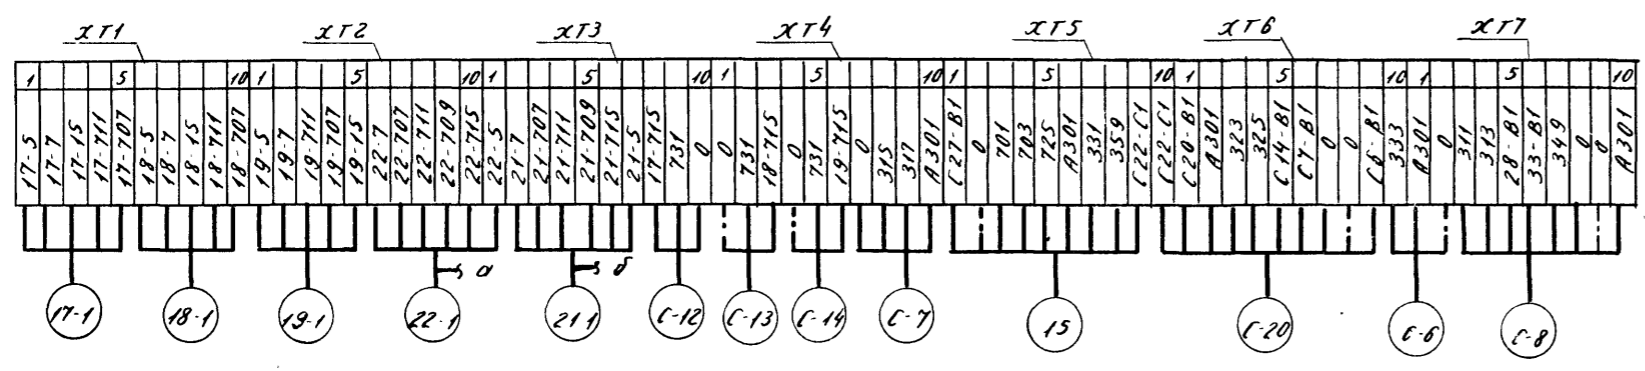 ХТ1 ХТ2 ХТ3 ХТ4 ХТ5 ХТ6 ХТ7
1 5 10 1 5 10 1 5 10 1 5 10 1 5 10 1 5 10 1 5 10
17-5 17-7 17-15 17-711 17-707 18-5 18-7 18-15 18-711 18-707 19-5 19-7 19-711 19-707 19-15 22-7 22-707 22-711 22-709 22-715 22-5 21-7 21-707 21-711 21-709 21-715 21-5 17-715 731 0 0 731 18-715 0 731 19-715 0 315 317 А301 С27-В1 0 701 703 725 А301 331 359 С22-С1 С22-С1 С20-В1 А301 323 325 С14-В1 С7-В1 0 0 С6-В1 333 А301 0 311 313 28-В1 33-В1 349 0 0 А301
а б
17-1 18-1 19-1 22-1 21-1 С-12 С-13 С-14 С-7 15 С-20 С-6 С-8